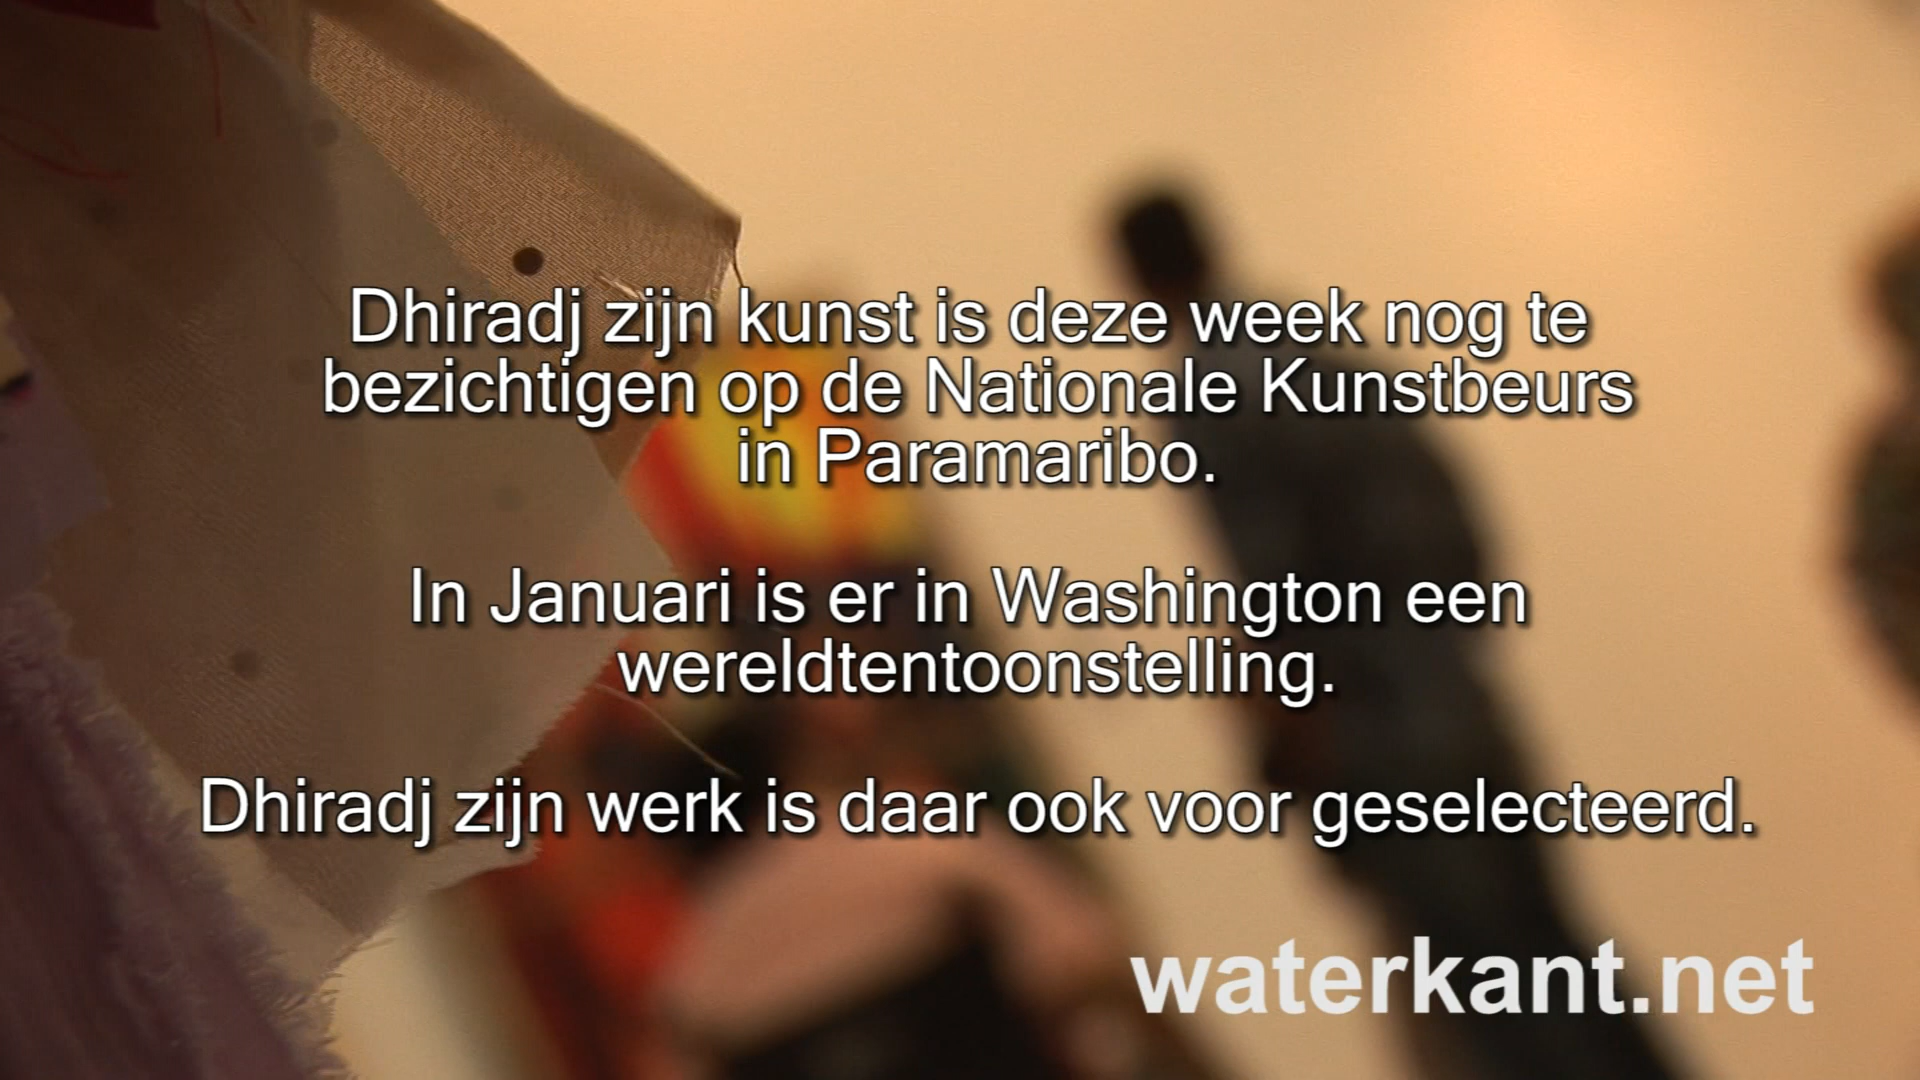 Dhiradj zijn kunst is deze week nog te
bezichtigen op de Nationale Kunstbeurs
in Paramaribo.
In Januari is er in Washington een
wereldtentoonstelling.
Dhiradj zijn werk is daar ook voor geselecteerd.
waterkant.net